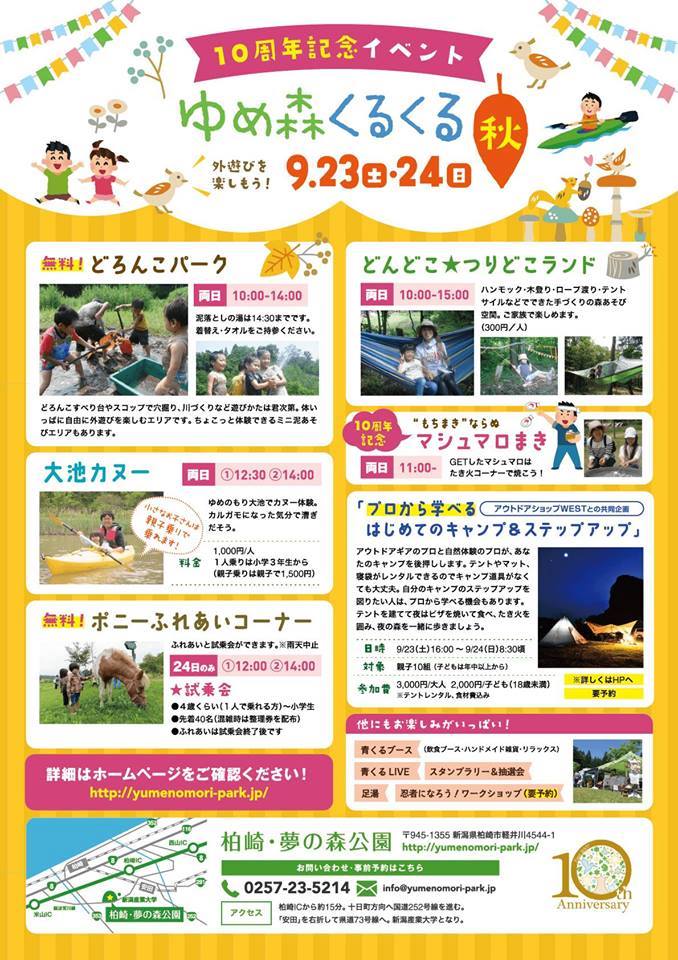 10周年記念イベント
ゆめ森くるくる秋
外遊びを
楽しもう!
9.23土・24日
無料! どろんこパーク
両日 10:00-14:00
泥落としの湯は14:30までです。
着替え・タオルをご持参ください。
どろんこすべり台やスコップで穴掘り、川づくりなど遊びかたは君次第。体い
っぱいに自由に外遊びを楽しむエリアです。ちょこっと体験できるミニ泥あそ
びエリアもあります。
どんどこ★つりどこランド
両日 10:00-15:00
ハンモック・木登り・ロープ渡り・テント
サイルなどでできた手づくりの森あそび
空間。ご家族で楽しめます。
(300円/人)
10周年
記念
“もちまき”ならぬ
マシュマロまき
両日 11:00-
GETしたマシュマロは
たき火コーナーで焼こう!
大池カヌー
両日 ①12:30 ②14:00
小さなお子さんは
親子乗りで
乗れます!
ゆめのもり大池でカヌー体験。
カルガモになった気分で漕ぎ
だそう。
料金
1,000円/人
1人乗りは小学3年生から
(親子乗りは親子で1,500円)
「プロから学べる
アウトドアショップWESTとの共同企画
はじめてのキャンプ&ステップアップ」
アウトドアギアのプロと自然体験のプロが、あな
たのキャンプを後押しします。テントやマット、
寝袋がレンタルできるのでキャンプ道具がなく
ても大丈夫。自分のキャンプのステップアップを
図りたい人は、プロから学べる機会もあります。
テントを建てて夜はピザを焼いて食べ、たき火を
囲み、夜の森を一緒に歩きましょう。
日時 9/23(土)16:00 〜 9/24(日)8:30頃
対象 親子10組(子どもは年中以上から)
参加費 3,000円/大人 2,000円/子ども(18歳未満)
※テントレンタル、食材費込み
※詳しくはHPへ
要予約
無料! ポニーふれあいコーナー
ふれあいと試乗会ができます。※雨天中止
24日のみ ①12:00 ②14:00
★試乗会
●4歳くらい(1人で乗れる方)〜小学生
●先着40名(混雑時は整理券を配布)
●ふれあいは試乗会終了後です
他にもお楽しみがいっぱい!
青くるブース (飲食ブース・ハンドメイド雑貨・リラックス)
青くる LIVE スタンプラリー&抽選会
足湯 忍者になろう!ワークショップ(要予約)
詳細はホームページをご確認ください!
http://yumenomori-park.jp/
柏崎・夢の森公園
〒945-1355 新潟県柏崎市軽井川4544-1
http://yumenomori-park.jp/
お問い合わせ・事前予約はこちら
0257-23-5214 info@yumenomori-park.jp
アクセス
柏崎ICから約15分。十日町方向へ国道252号線を進む。
「安田」を右折して県道73号線へ。新潟産業大学となり。
10th
Anniversary
352
西山IC
8
柏崎
柏崎IC
8
安田
291
新潟産業大学
米山IC
353
252
柏崎・夢の森公園